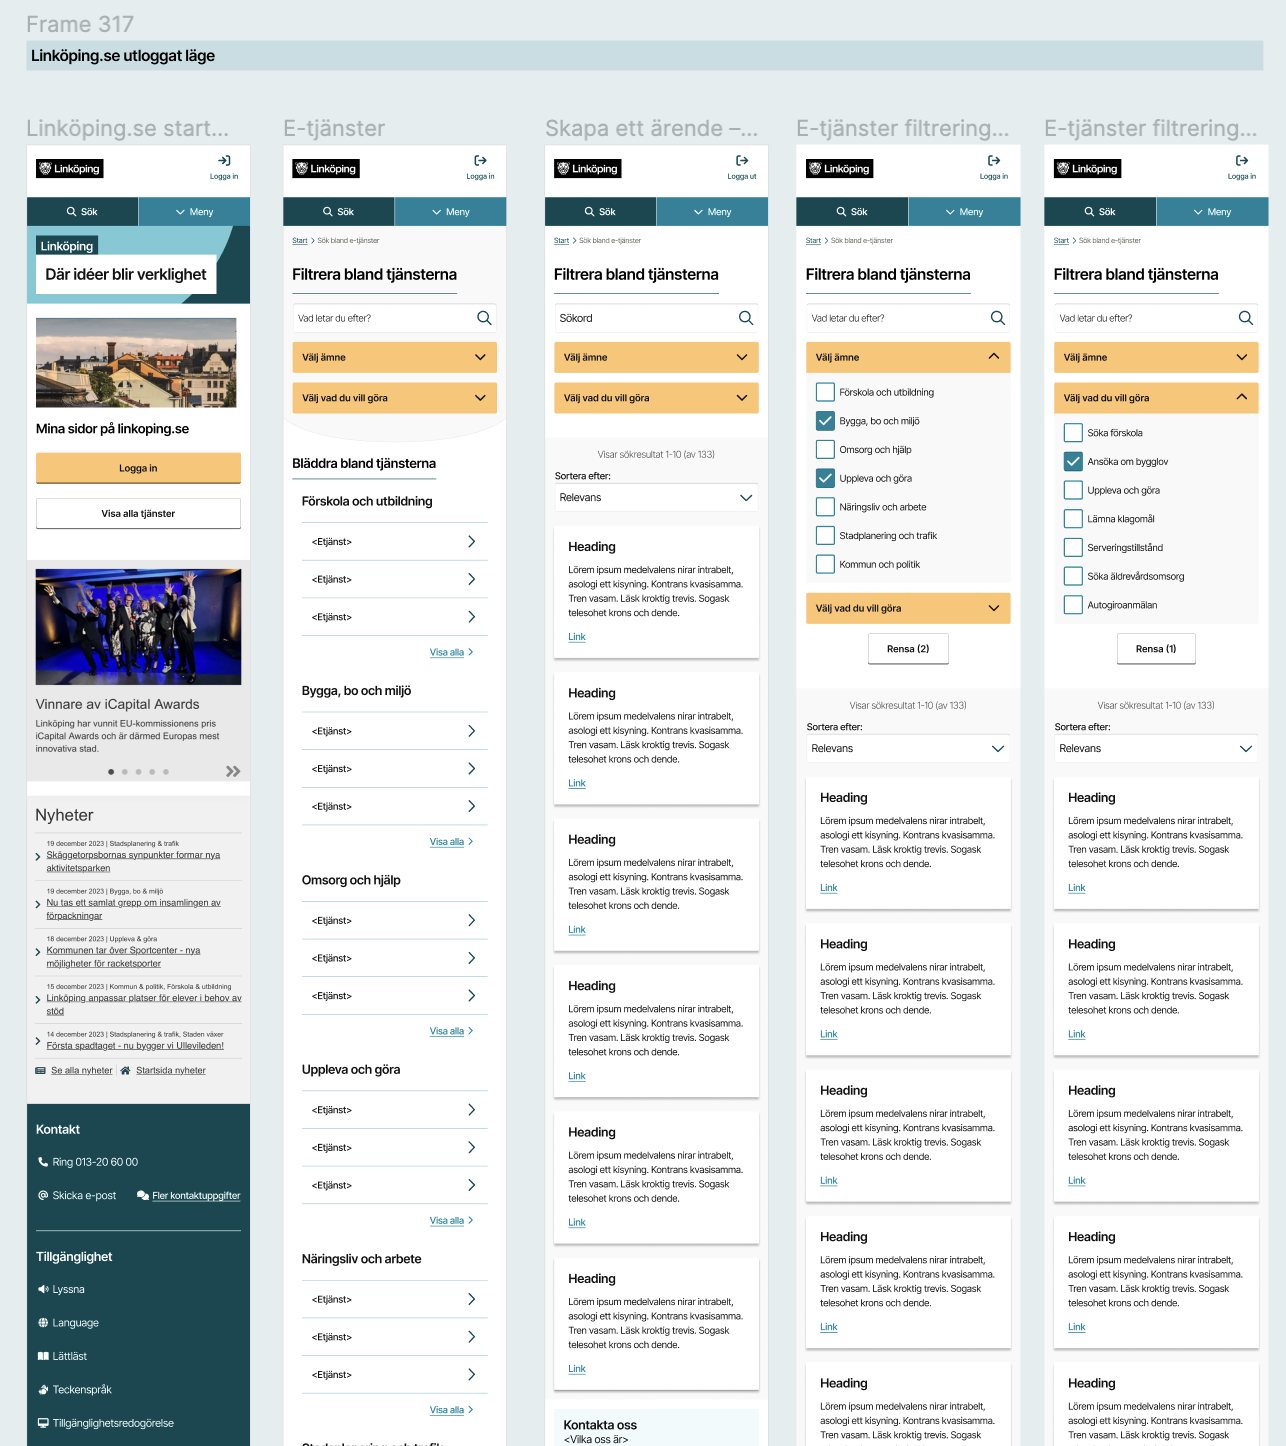 Frame 317
Linköping.se utloggat läge
Linköping.se start...
Linköping
Logga in
Sök
Meny
Linköping
Där idéer blir verklighet
Mina sidor på linkoping.se
Logga in
Visa alla tjänster
Vinnare av iCapital Awards
Linköping har vunnit EU-kommissionens pris
iCapital Awards och är därmed Europas mest
innovativa stad.
Nyheter
19 december 2023 | Stadsplanering & trafik
Skäggetorpsbornas synpunkter formar nya
aktivitetsparken
19 december 2023 | Bygga, bo & miljö
Nu tas ett samlat grepp om insamlingen av
förpackningar
18 december 2023 | Uppleva & göra
Kommunen tar över Sportcenter - nya
möjligheter för racketsporter
15 december 2023 | Kommun & politik, Förskola & utbildning
Linköping anpassar platser för elever i behov av
stöd
14 december 2023 | Stadsplanering & trafik, Staden växer
Första spadtaget - nu bygger vi Ullevileden!
Se alla nyheter
Startsida nyheter
Kontakt
Ring 013-20 60 00
Skicka e-post
Fler kontaktuppgifter
Tillgänglighet
Lyssna
Language
Lättläst
Teckenspråk
Tillgänglighetsredogörelse
E-tjänster
Linköping
Logga in
Sök
Meny
Start > Sök bland e-tjänster
Filtrera bland tjänsterna
Vad letar du efter?
Välj ämne
Välj vad du vill göra
Bläddra bland tjänsterna
Förskola och utbildning
<Etjänst>
<Etjänst>
<Etjänst>
Visa alla
Bygga, bo och miljö
<Etjänst>
<Etjänst>
<Etjänst>
Visa alla
Omsorg och hjälp
<Etjänst>
<Etjänst>
<Etjänst>
Visa alla
Uppleva och göra
<Etjänst>
<Etjänst>
<Etjänst>
Visa alla
Näringsliv och arbete
<Etjänst>
<Etjänst>
<Etjänst>
Visa alla
Skapa ett ärende –...
Linköping
Logga ut
Sök
Meny
Start > Sök bland e-tjänster
Filtrera bland tjänsterna
Sökord
Välj ämne
Välj vad du vill göra
Visar sökresultat 1-10 (av 133)
Sortera efter:
Relevans
Heading
Lörem ipsum medelvalens nirar intrabelt,
asologi ett kisyning. Kontrans kvasisamma.
Tren vasam. Läsk kroktig trevis. Sogask
telesohet krons och dende.
Link
Heading
Lörem ipsum medelvalens nirar intrabelt,
asologi ett kisyning. Kontrans kvasisamma.
Tren vasam. Läsk kroktig trevis. Sogask
telesohet krons och dende.
Link
Heading
Lörem ipsum medelvalens nirar intrabelt,
asologi ett kisyning. Kontrans kvasisamma.
Tren vasam. Läsk kroktig trevis. Sogask
telesohet krons och dende.
Link
Heading
Lörem ipsum medelvalens nirar intrabelt,
asologi ett kisyning. Kontrans kvasisamma.
Tren vasam. Läsk kroktig trevis. Sogask
telesohet krons och dende.
Link
Heading
Lörem ipsum medelvalens nirar intrabelt,
asologi ett kisyning. Kontrans kvasisamma.
Tren vasam. Läsk kroktig trevis. Sogask
telesohet krons och dende.
Link
Heading
Lörem ipsum medelvalens nirar intrabelt,
asologi ett kisyning. Kontrans kvasisamma.
Tren vasam. Läsk kroktig trevis. Sogask
telesohet krons och dende.
Link
Kontakta oss
<Vilka oss är>
E-tjänster filtrering...
Linköping
Logga in
Sök
Meny
Start > Sök bland e-tjänster
Filtrera bland tjänsterna
Vad letar du efter?
Välj ämne
Förskola och utbildning
Bygga, bo och miljö
Omsorg och hjälp
Uppleva och göra
Näringsliv och arbete
Stadplanering och trafik
Kommun och politik
Välj vad du vill göra
Rensa (2)
Visar sökresultat 1-10 (av 133)
Sortera efter:
Relevans
Heading
Lörem ipsum medelvalens nirar intrabelt,
asologi ett kisyning. Kontrans kvasisamma.
Tren vasam. Läsk kroktig trevis. Sogask
telesohet krons och dende.
Link
Heading
Lörem ipsum medelvalens nirar intrabelt,
asologi ett kisyning. Kontrans kvasisamma.
Tren vasam. Läsk kroktig trevis. Sogask
telesohet krons och dende.
Link
Heading
Lörem ipsum medelvalens nirar intrabelt,
asologi ett kisyning. Kontrans kvasisamma.
Tren vasam. Läsk kroktig trevis. Sogask
telesohet krons och dende.
Link
Heading
Lörem ipsum medelvalens nirar intrabelt,
asologi ett kisyning. Kontrans kvasisamma.
Tren vasam. Läsk kroktig trevis. Sogask
telesohet krons och dende.
Link
Heading
Lörem ipsum medelvalens nirar intrabelt,
asologi ett kisyning. Kontrans kvasisamma.
Tren vasam. Läsk kroktig trevis. Sogask
E-tjänster filtrering...
Linköping
Logga in
Sök
Meny
Start > Sök bland e-tjänster
Filtrera bland tjänsterna
Vad letar du efter?
Välj ämne
Välj vad du vill göra
Söka förskola
Ansöka om bygglov
Uppleva och göra
Lämna klagomål
Serveringstillstånd
Söka äldrevårdsomsorg
Autogiroanmälan
Rensa (1)
Visar sökresultat 1-10 (av 133)
Sortera efter:
Relevans
Heading
Lörem ipsum medelvalens nirar intrabelt,
asologi ett kisyning. Kontrans kvasisamma.
Tren vasam. Läsk kroktig trevis. Sogask
telesohet krons och dende.
Link
Heading
Lörem ipsum medelvalens nirar intrabelt,
asologi ett kisyning. Kontrans kvasisamma.
Tren vasam. Läsk kroktig trevis. Sogask
telesohet krons och dende.
Link
Heading
Lörem ipsum medelvalens nirar intrabelt,
asologi ett kisyning. Kontrans kvasisamma.
Tren vasam. Läsk kroktig trevis. Sogask
telesohet krons och dende.
Link
Heading
Lörem ipsum medelvalens nirar intrabelt,
asologi ett kisyning. Kontrans kvasisamma.
Tren vasam. Läsk kroktig trevis. Sogask
telesohet krons och dende.
Link
Heading
Lörem ipsum medelvalens nirar intrabelt,
asologi ett kisyning. Kontrans kvasisamma.
Tren vasam. Läsk kroktig trevis. Sogask